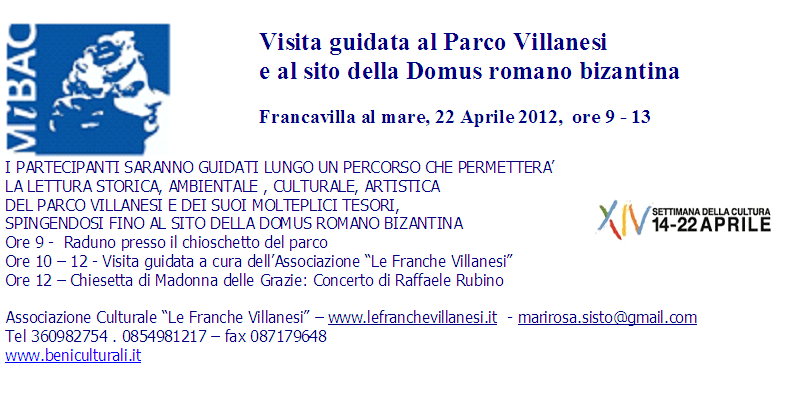 MiBAC
Visita guidata al Parco Villanesi
e al sito della Domus romano bizantina
Francavilla al mare, 22 Aprile 2012,  ore 9 - 13
I PARTECIPANTI SARANNO GUIDATI LUNGO UN PERCORSO CHE PERMETTERA’
LA LETTURA STORICA, AMBIENTALE , CULTURALE, ARTISTICA
DEL PARCO VILLANESI E DEI SUOI MOLTEPLICI TESORI,
SPINGENDOSI FINO AL SITO DELLA DOMUS ROMANO BIZANTINA
XIV SETTIMANA DELLA CULTURA
14-22 APRILE
Ore 9 -  Raduno presso il chioschetto del parco
Ore 10 – 12 - Visita guidata a cura dell’Associazione “Le Franche Villanesi”
Ore 12 – Chiesetta di Madonna delle Grazie: Concerto di Raffaele Rubino
Associazione Culturale “Le Franche Villanesi” – www.lefranchevillanesi.it  - marirosa.sisto@gmail.com
Tel 360982754 . 0854981217 – fax 087179648
www.beniculturali.it